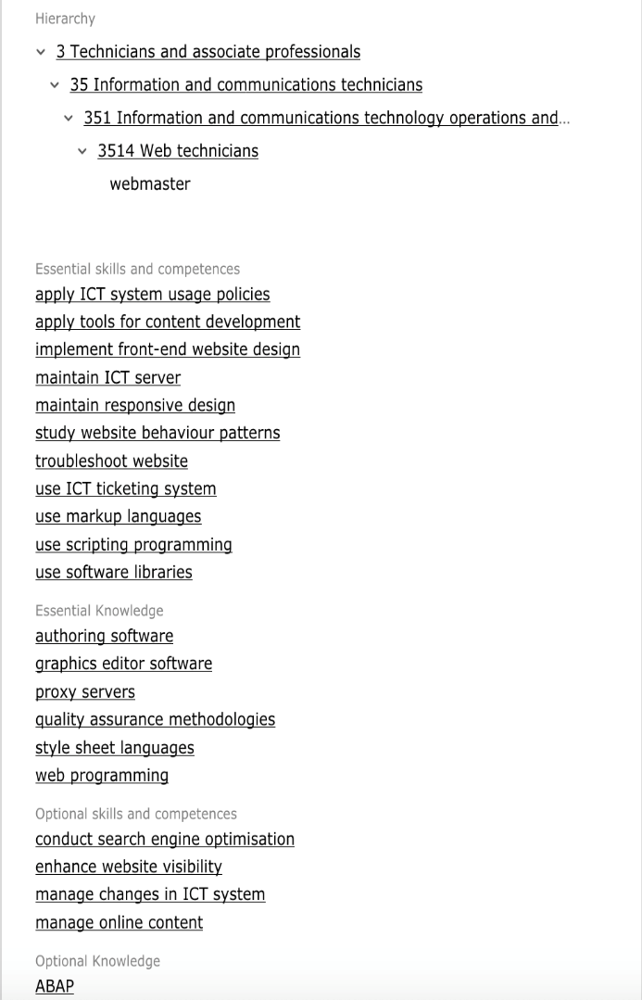 Hierarchy
3 Technicians and associate professionals
35 Information and communications technicians
351 Information and communications technology operations and...
3514 Web technicians
webmaster
Essential skills and competences
apply ICT system usage policies
apply tools for content development
implement front-end website design
maintain ICT server
maintain responsive design
study website behaviour patterns
troubleshoot website
use ICT ticketing system
use markup languages
use scripting programming
use software libraries
Essential Knowledge
authoring software
graphics editor software
proxy servers
quality assurance methodologies
style sheet languages
web programming
Optional skills and competences
conduct search engine optimisation
enhance website visibility
manage changes in ICT system
manage online content
Optional Knowledge
ABAP